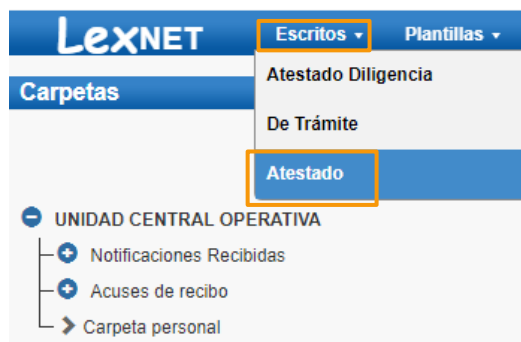 LexNET Escritos Plantillas
Atestado Diligencia
Carpetas
De Trámite
Atestado
UNIDAD CENTRAL OPERATIVA
Notificaciones Recibidas
Acuses de recibo
Carpeta personal